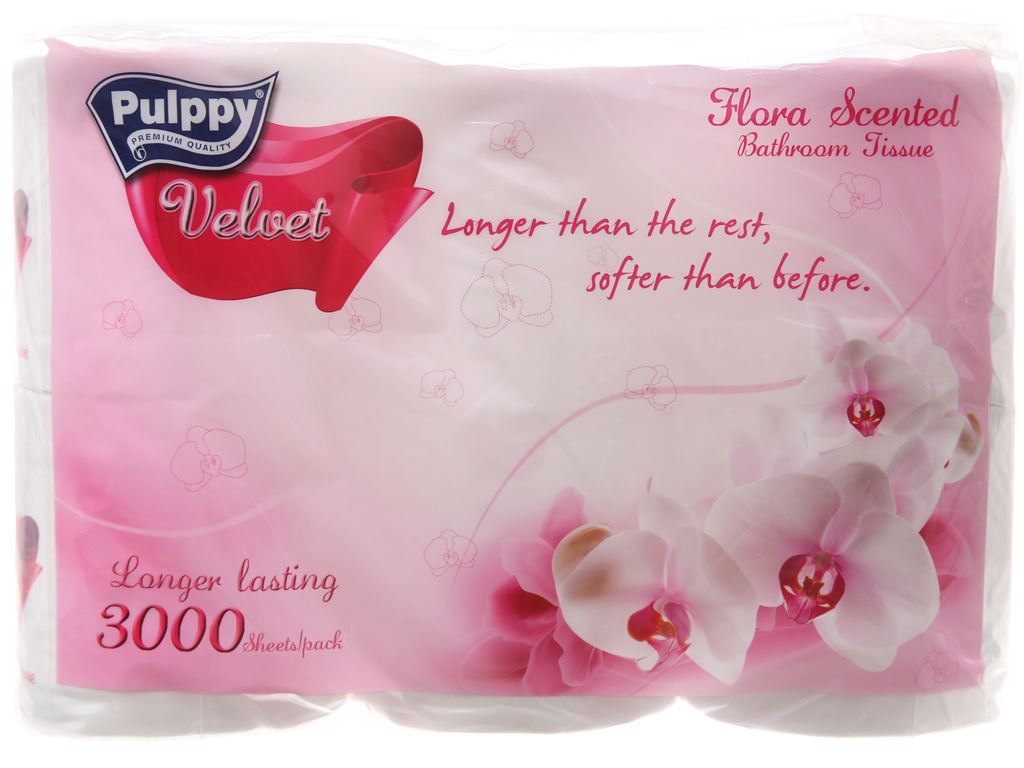 Pulppy®
PREMIUM QUALITY
Velvet
Flora Scented
Bathroom Tissue
Longer than the rest,
softer than before.
Longer lasting
3000 Sheets/pack